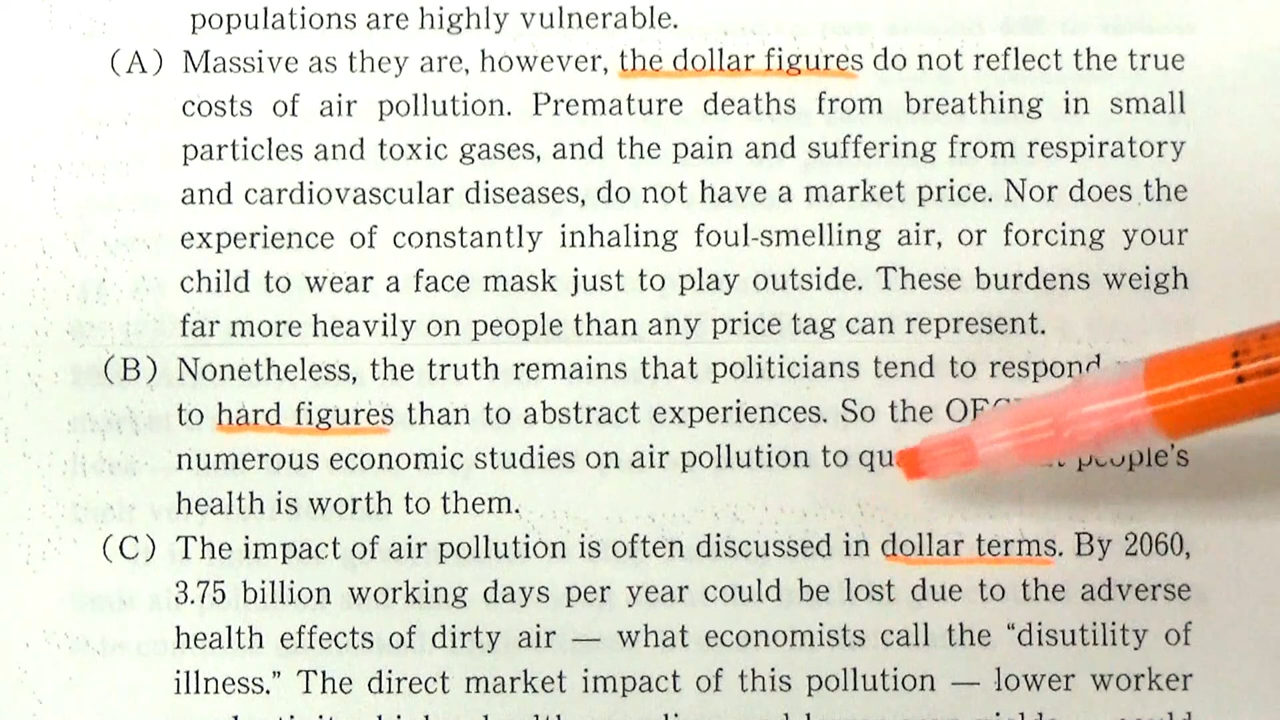 populations are highly vulnerable.
(A) Massive as they are, however, the dollar figures do not reflect the true
costs of air pollution. Premature deaths from breathing in small
particles and toxic gases, and the pain and suffering from respiratory
and cardiovascular diseases, do not have a market price. Nor does the
experience of constantly inhaling foul-smelling air, or forcing your
child to wear a face mask just to play outside. These burdens weigh
far more heavily on people than any price tag can represent.
(B) Nonetheless, the truth remains that politicians tend to respond
to hard figures than to abstract experiences. So the
numerous economic studies on air pollution to people's
health is worth to them.
(C) The impact of air pollution is often discussed in dollar terms. By 2060,
3.75 billion working days per year could be lost due to the adverse
health effects of dirty air — what economists call the “disutility of
illness.” The direct market impact of this pollution — lower worker